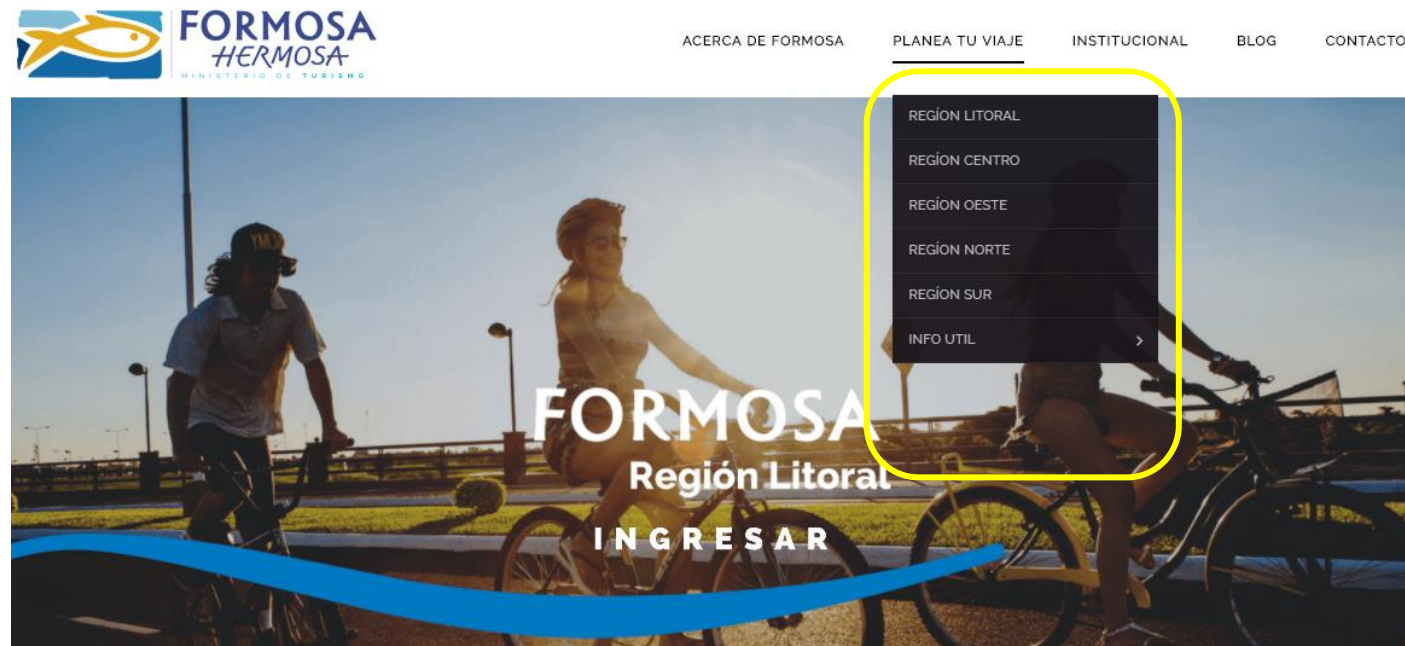 FORMOSA
HERMOSA
MINISTERIO DE TURISMO
ACERCA DE FORMOSA
PLANEA TU VIAJE
INSTITUCIONAL
BLOG
CONTACTO
REGÍON LITORAL
REGÍON CENTRO
REGÍON OESTE
REGÍON NORTE
REGÍON SUR
INFO UTIL
FORMOSA
Región Litoral
INGRESAR